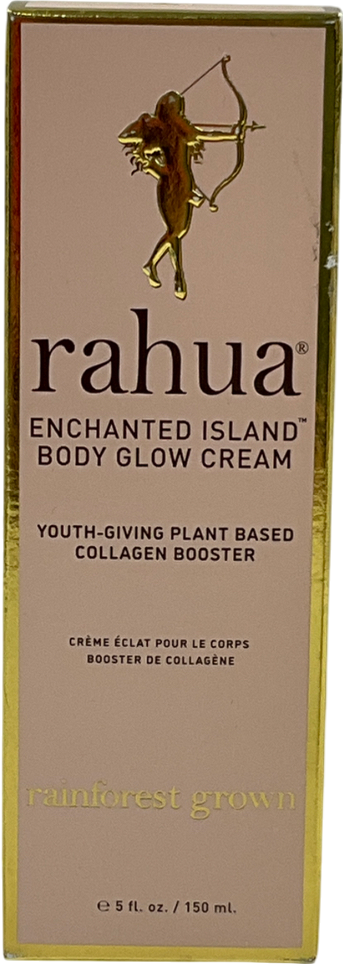 rahua®
ENCHANTED ISLAND™
BODY GLOW CREAM
YOUTH-GIVING PLANT BASED
COLLAGEN BOOSTER
CRÈME ÉCLAT POUR LE CORPS
BOOSTER DE COLLAGÈNE
rainforest grown
℮ 5 fl. oz. / 150 ml.